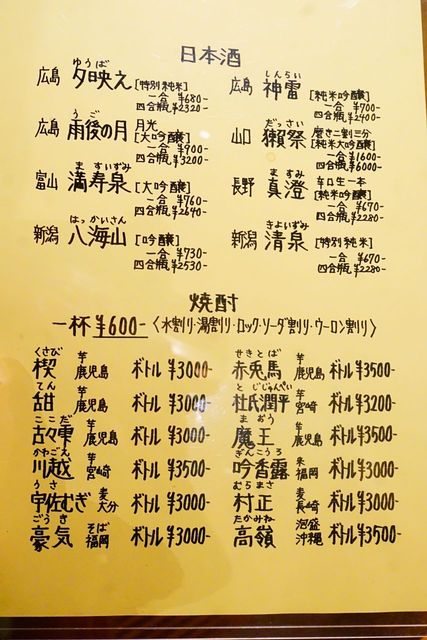 日本酒
ゆうば
広島 夕映え [特別純米]
一合 ¥680-
四合瓶 ¥2320-
うご
広島 雨後の月 月光
[大吟醸]
一合 ¥900-
四合瓶 ¥3200-
ますいずみ
富山 満寿泉 [大吟醸]
一合 ¥760-
四合瓶 ¥2640-
はっかいさん
新潟 八海山 [吟醸]
一合 ¥730-
四合瓶 ¥2530-
しんらい
広島 神雷 [純米吟醸]
一合 ¥700-
四合瓶 ¥2400-
だっさい
山口 獺祭 磨き二割三分
[純米大吟醸]
一合 ¥1600-
四合瓶 ¥6000-
ますみ
長野 真澄 辛口生一本
[純米吟醸]
一合 ¥670-
四合瓶 ¥2280-
きよいずみ
新潟 清泉 [特別純米]
一合 ¥670-
四合瓶 ¥2280-
焼酎
一杯 ¥600- 〈水割り・湯割り・ロック・ソーダ割り・ウーロン割り〉
くさび
楔 芋 鹿児島 ボトル ¥3000-
てん
甜 芋 鹿児島 ボトル ¥3000-
ここだ
古々東 芋 鹿児島 ボトル ¥3000-
かわごえ
川越 芋 宮崎 ボトル ¥3500-
うさ
宇佐むぎ 麦 大分 ボトル ¥3000-
ごうき
豪気 そば 福岡 ボトル ¥3000-
せきとば
赤兎馬 芋 鹿児島 ボトル ¥3500-
とじじゅんぺい
杜氏潤平 芋 宮崎 ボトル ¥3200-
まおう
魔王 芋 鹿児島 ボトル ¥3500-
ぎんこうろ
吟香露 米 福岡 ボトル ¥3000-
むらまさ
村正 麦 長崎 ボトル ¥3000-
たかみね
高嶺 泡盛 沖縄 ボトル ¥3500-